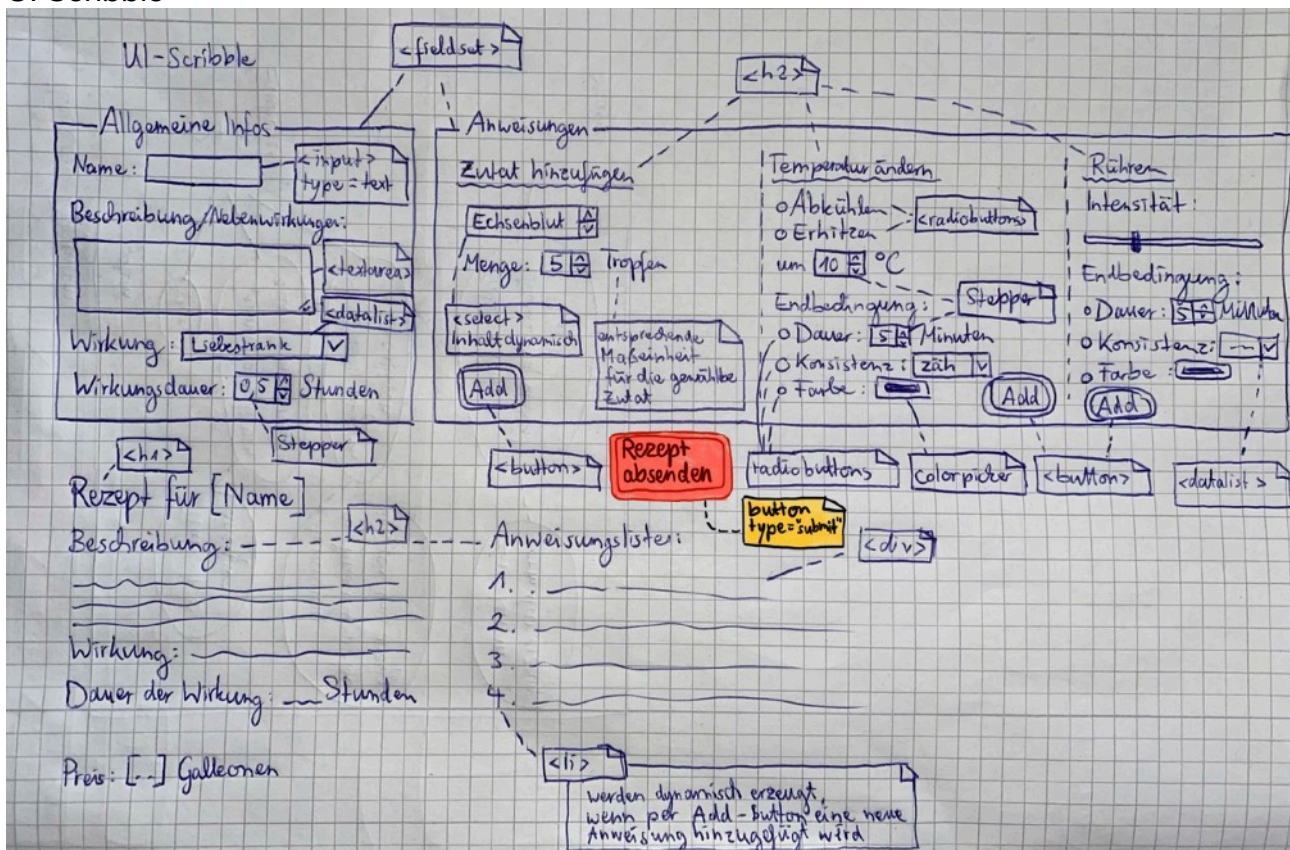 UI-Scribble
UI-Scribble
<fieldset>
<h2>
Allgemeine Infos
Name:
<input>
type=text
Beschreibung/Nebenwirkungen:
<textarea>
<datalist>
Wirkung: Liebestrank
Wirkungsdauer: 0,5 Stunden
Stepper
Anweisungen
Zutat hinzufügen
Echsenblut
Menge: 5 Tropfen
<select>
Inhalt dynamisch
entsprechende
Maßeinheit
für die gewählte
Zutat
Add
<button>
Temperatur ändern
Abkühlen
Erhitzen
<radiobuttons>
um 10 °C
Stepper
Endbedingung:
Dauer: 5 Minuten
Konsistenz: zäh
Farbe:
Add
radiobuttons
Colorpicker
<button>
Rühren
Intensität:
Endbedingung:
Dauer: 5 Minuten
Konsistenz: ---
Farbe:
Add
<datalist>
Rezept
absenden
button
type="submit"
<h1>
Rezept für [Name]
<h2>
Beschreibung:
Wirkung:
Dauer der Wirkung: __ Stunden
Preis: [--] Galleonen
Anweisungsliste:
<div>
1.
2.
3.
4.
<li>
werden dynamisch erzeugt,
wenn per Add-Button eine neue
Anweisung hinzugefügt wird